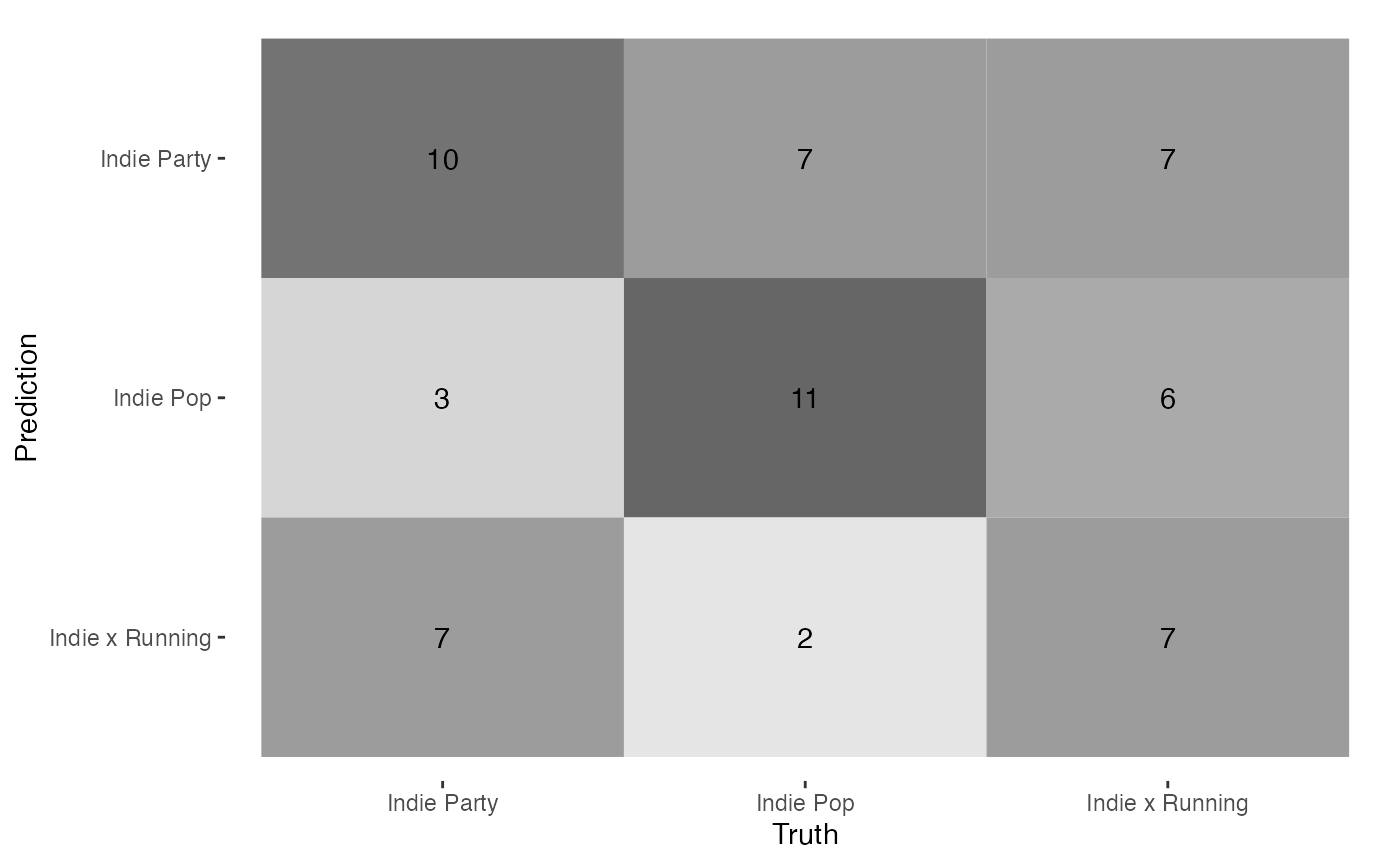 Prediction
Indie Party 10 7 7
Indie Pop 3 11 6
Indie x Running 7 2 7
Indie Party Indie Pop Indie x Running
Truth